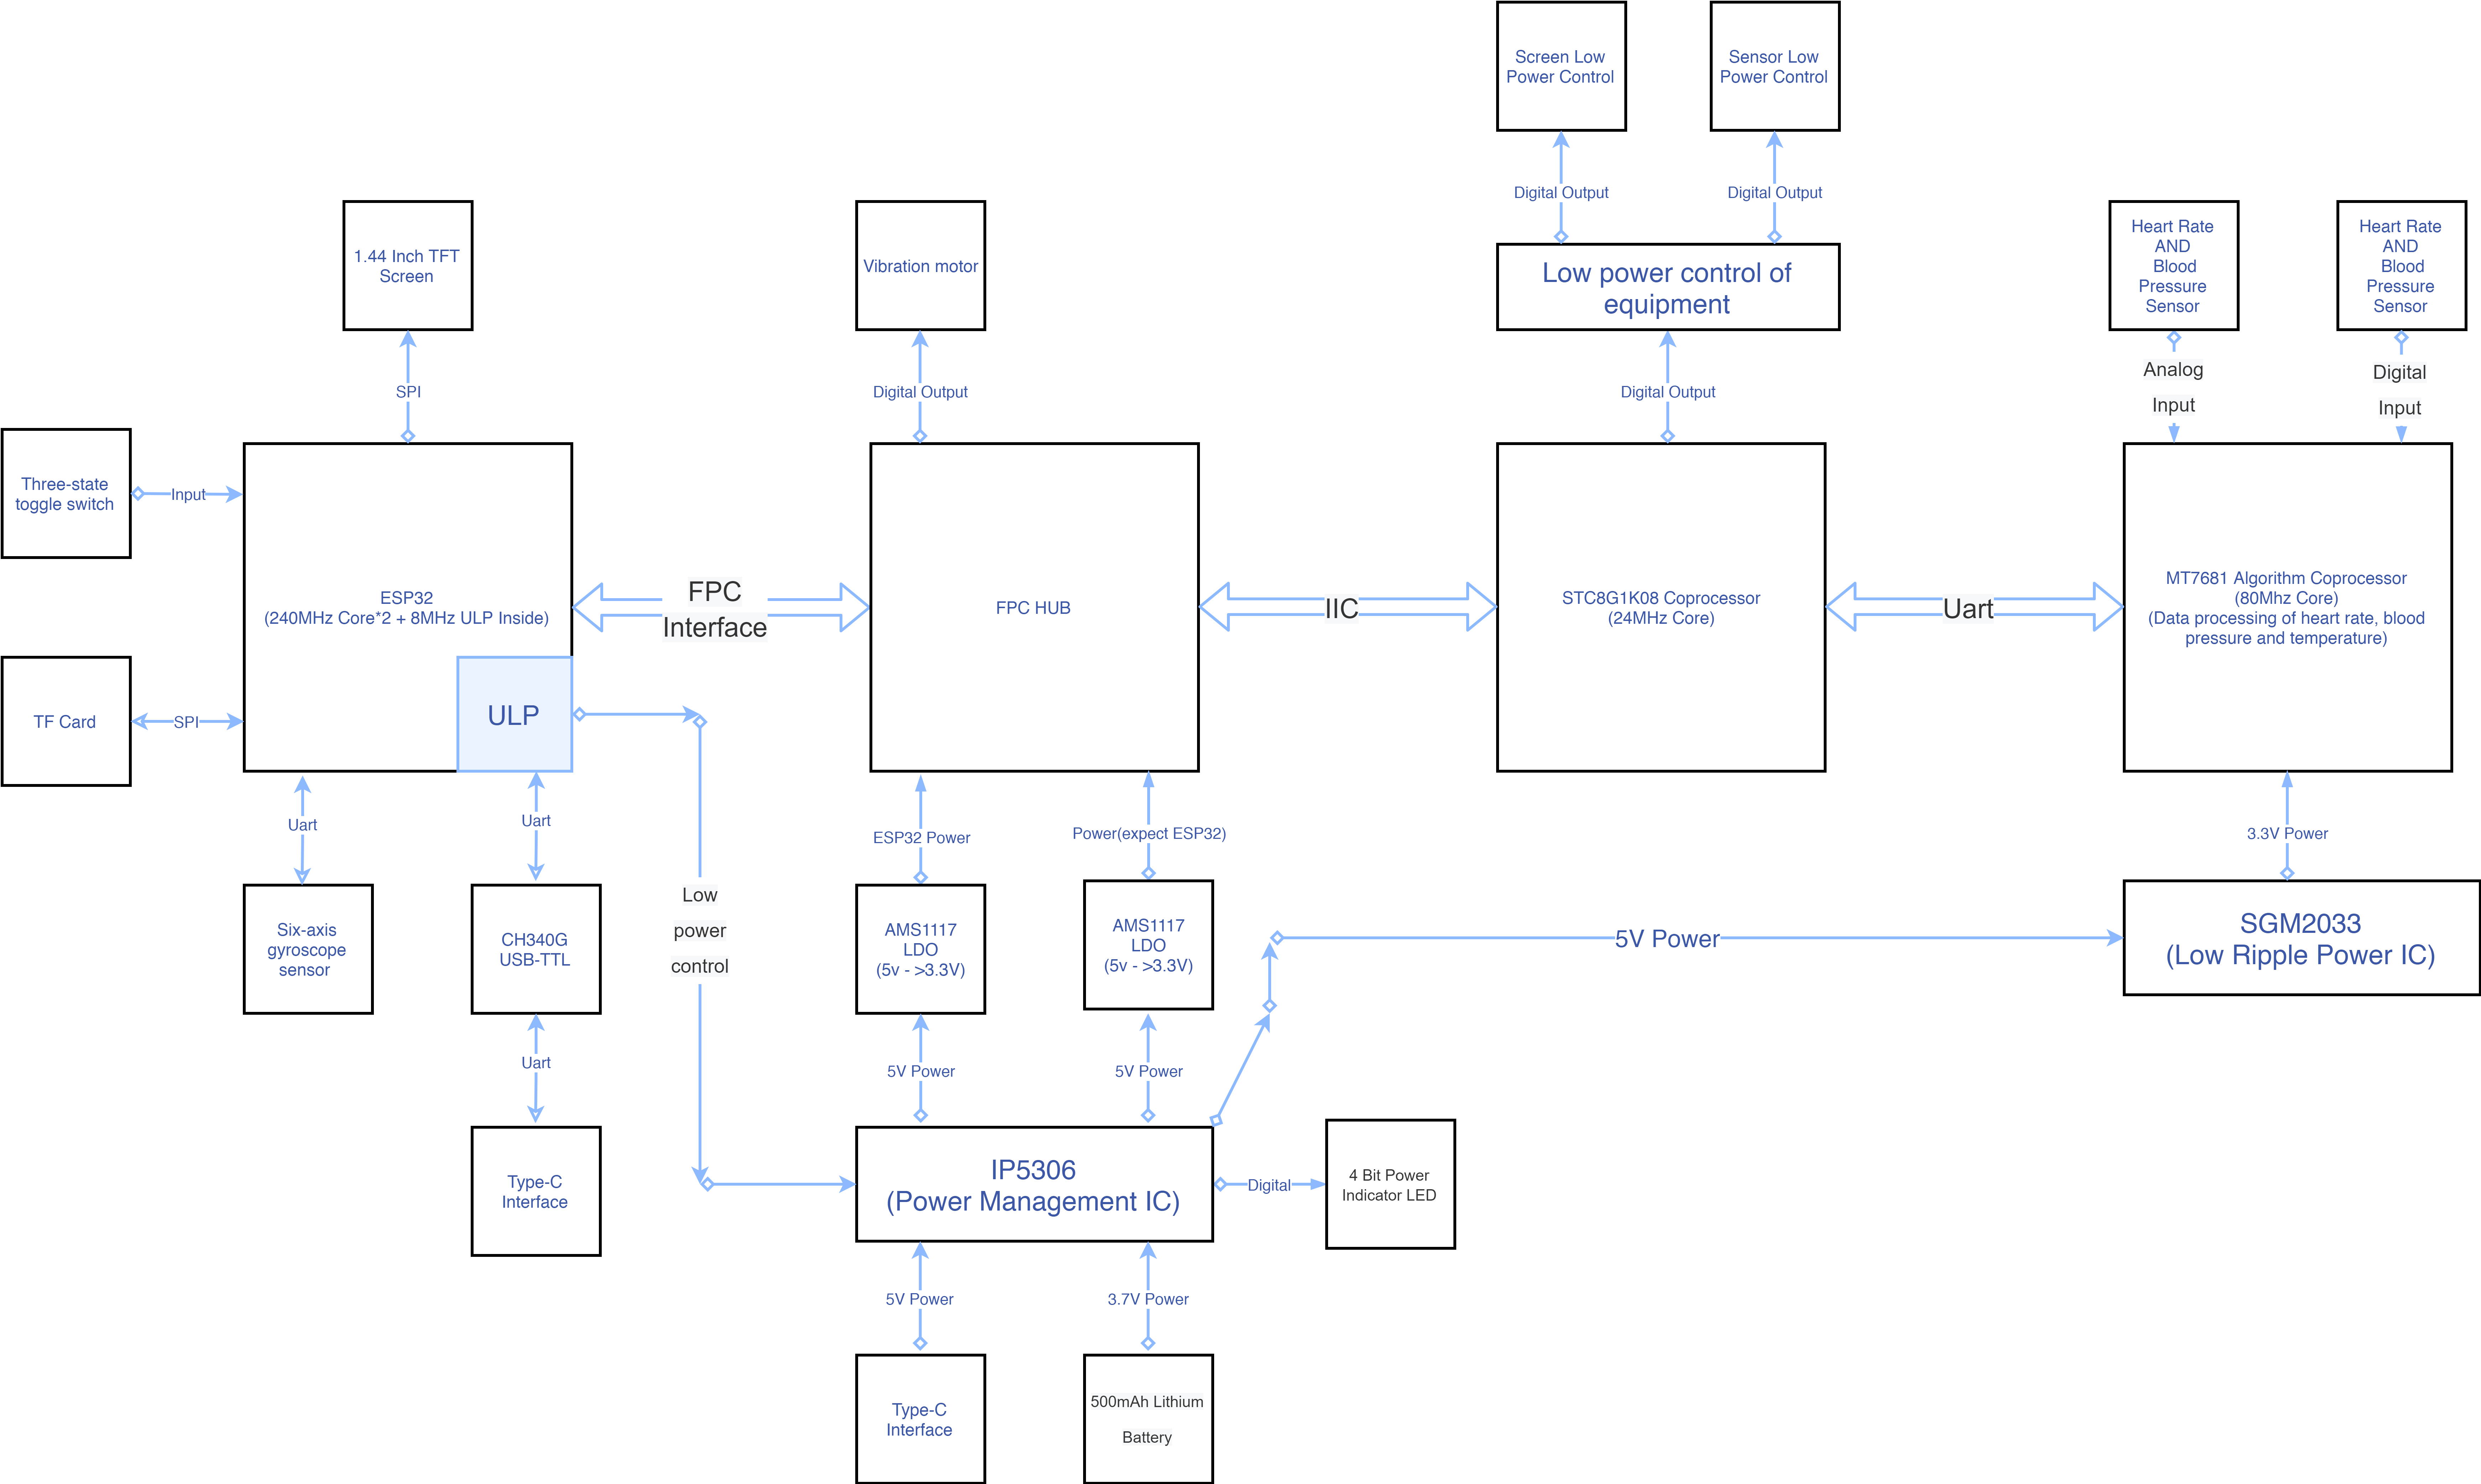 Screen Low
Power Control
Sensor Low
Power Control
Digital Output
Digital Output
1.44 Inch TFT
Screen
Vibration motor
Low power control of
equipment
Heart Rate
AND
Blood
Pressure
Sensor
Heart Rate
AND
Blood
Pressure
Sensor
SPI
Digital Output
Digital Output
Analog
Input
Digital
Input
Three-state
toggle switch
Input
ESP32
(240MHz Core*2 + 8MHz ULP Inside)
FPC
Interface
FPC HUB
IIC
STC8G1K08 Coprocessor
(24MHz Core)
Uart
MT7681 Algorithm Coprocessor
(80Mhz Core)
(Data processing of heart rate, blood
pressure and temperature)
TF Card
SPI
ULP
Uart
Uart
Low
power
control
ESP32 Power
Power(expect ESP32)
3.3V Power
Six-axis
gyroscope
sensor
CH340G
USB-TTL
AMS1117
LDO
(5v - >3.3V)
AMS1117
LDO
(5v - >3.3V)
5V Power
SGM2033
(Low Ripple Power IC)
Uart
5V Power
5V Power
Type-C
Interface
IP5306
(Power Management IC)
Digital
4 Bit Power
Indicator LED
5V Power
3.7V Power
Type-C
Interface
500mAh Lithium
Battery